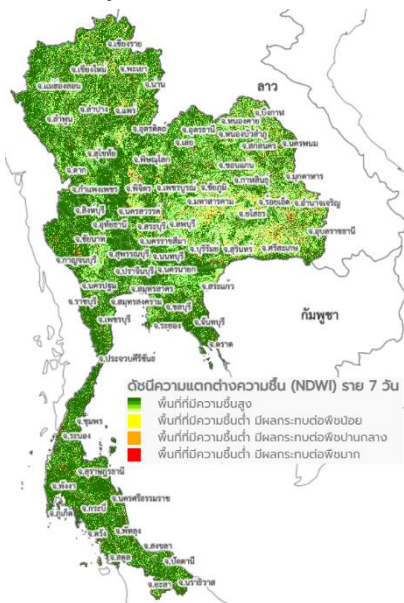 จ.เชียงราย
จ.เชียงใหม่
จ.พะเยา
จ.แม่ฮ่องสอน
จ.น่าน
ลาว
จ.ลำปาง
จ.แพร่
จ.ลำพูน
จ.อุตรดิตถ์
จ.บึงกาฬ
จ.หนองคาย
จ.อุดรธานี
จ.หนองบัวลำภู
จ.เลย
จ.สกลนคร
จ.นครพนม
จ.สุโขทัย
จ.พิษณุโลก
จ.ตาก
จ.ขอนแก่น
จ.กาฬสินธุ์
จ.มุกดาหาร
จ.กำแพงเพชร
จ.พิจิตร
จ.เพชรบูรณ์
จ.ชัยภูมิ
จ.มหาสารคาม
จ.ร้อยเอ็ด
จ.อำนาจเจริญ
จ.สิงห์บุรี
จ.นครสวรรค์
จ.ยโสธร
จ.อุทัยธานี
จ.สระบุรี
จ.ลพบุรี
จ.อุบลราชธานี
จ.ชัยนาท
จ.นครราชสีมา
จ.บุรีรัมย์
จ.สุรินทร์
จ.ศรีสะเกษ
จ.กาญจนบุรี
จ.สุพรรณบุรี
จ.นนทบุรี
จ.ปราจีนบุรี
จ.นครนายก
จ.นครปฐม
จ.สมุทรสาคร
จ.สระแก้ว
จ.ราชบุรี
จ.สมุทรสงคราม
จ.ชลบุรี
จ.เพชรบุรี
จ.ระยอง
จ.จันทบุรี
กัมพูชา
จ.ตราด
จ.ประจวบคีรีขันธ์
ดัชนีความแตกต่างความชื้น (NDWI) ราย 7 วัน
พื้นที่ที่มีความชื้นสูง
พื้นที่ที่มีความชื้นต่ำ มีผลกระทบต่อพืชน้อย
พื้นที่ที่มีความชื้นต่ำ มีผลกระทบต่อพืชปานกลาง
พื้นที่ที่มีความชื้นต่ำ มีผลกระทบต่อพืชมาก
จ.ชุมพร
จ.ระนอง
จ.สุราษฎร์ธานี
จ.พังงา
จ.นครศรีธรรมราช
จ.กระบี่
จ.ภูเก็ต
จ.ตรัง
จ.พัทลุง
จ.สงขลา
จ.สตูล
จ.ปัตตานี
จ.ยะลา
จ.นราธิวาส